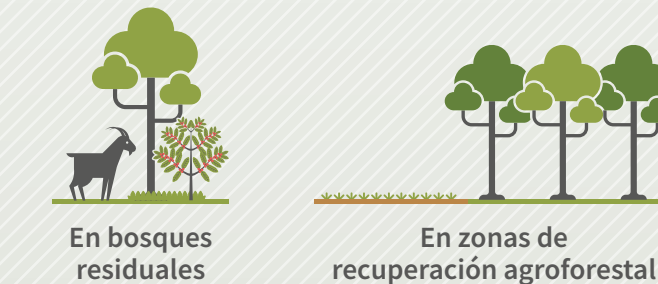 En bosques
residuales
En zonas de
recuperación agroforestal